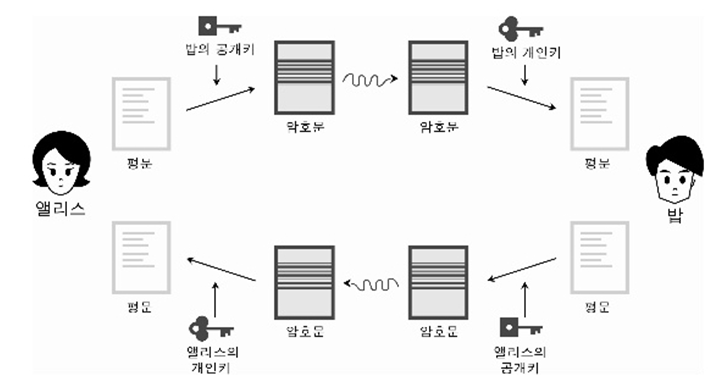 밥의 공개키
밥의 개인키
암호문
암호문
평문
평문
앨리스
밥
평문
암호문
암호문
평문
앨리스의
개인키
앨리스의
공개키